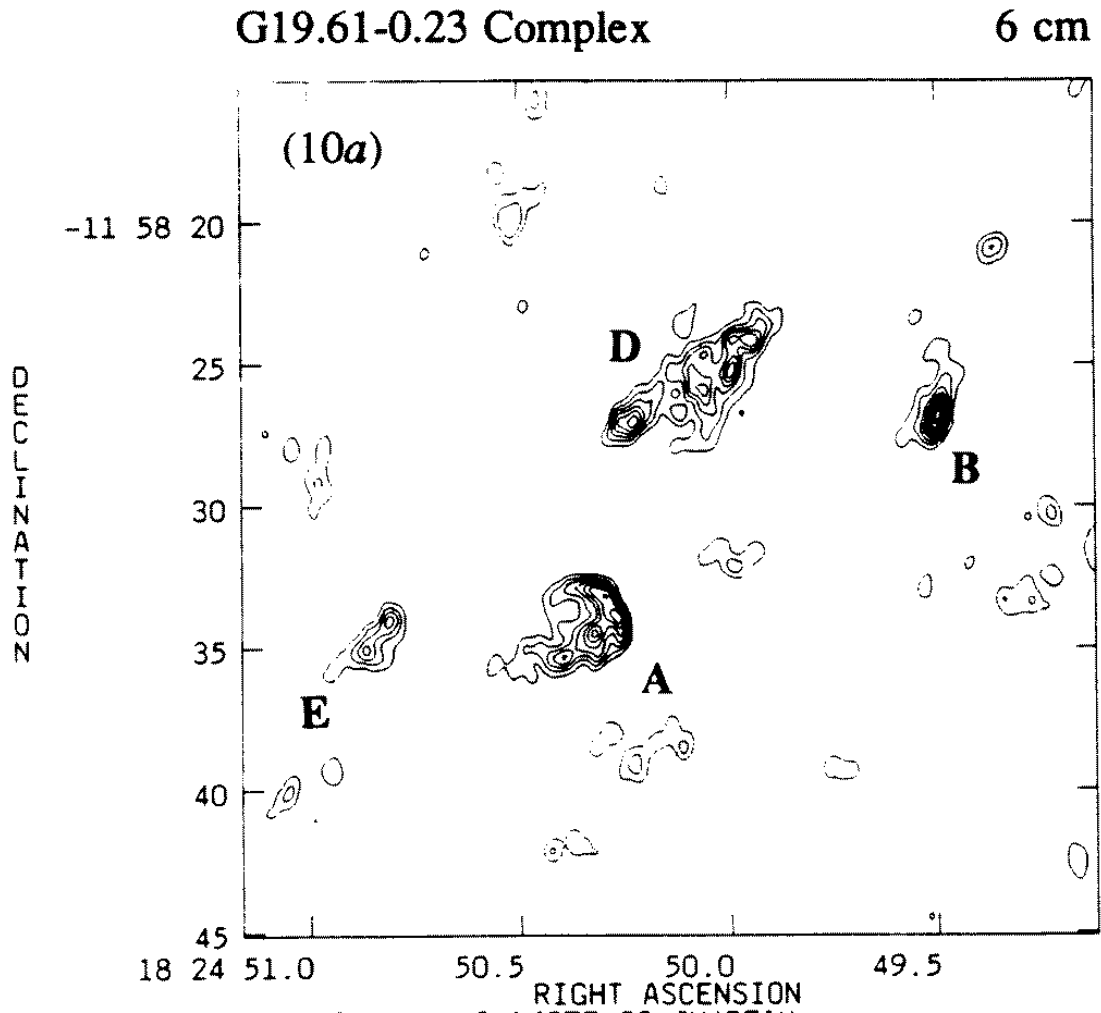 G19.61-0.23 Complex 6 cm
(10a)
-11 58 20
D
25
B
DECLINATION
30
35
A
E
40
45
18 24 51.0 50.5 50.0 49.5
RIGHT ASCENSION